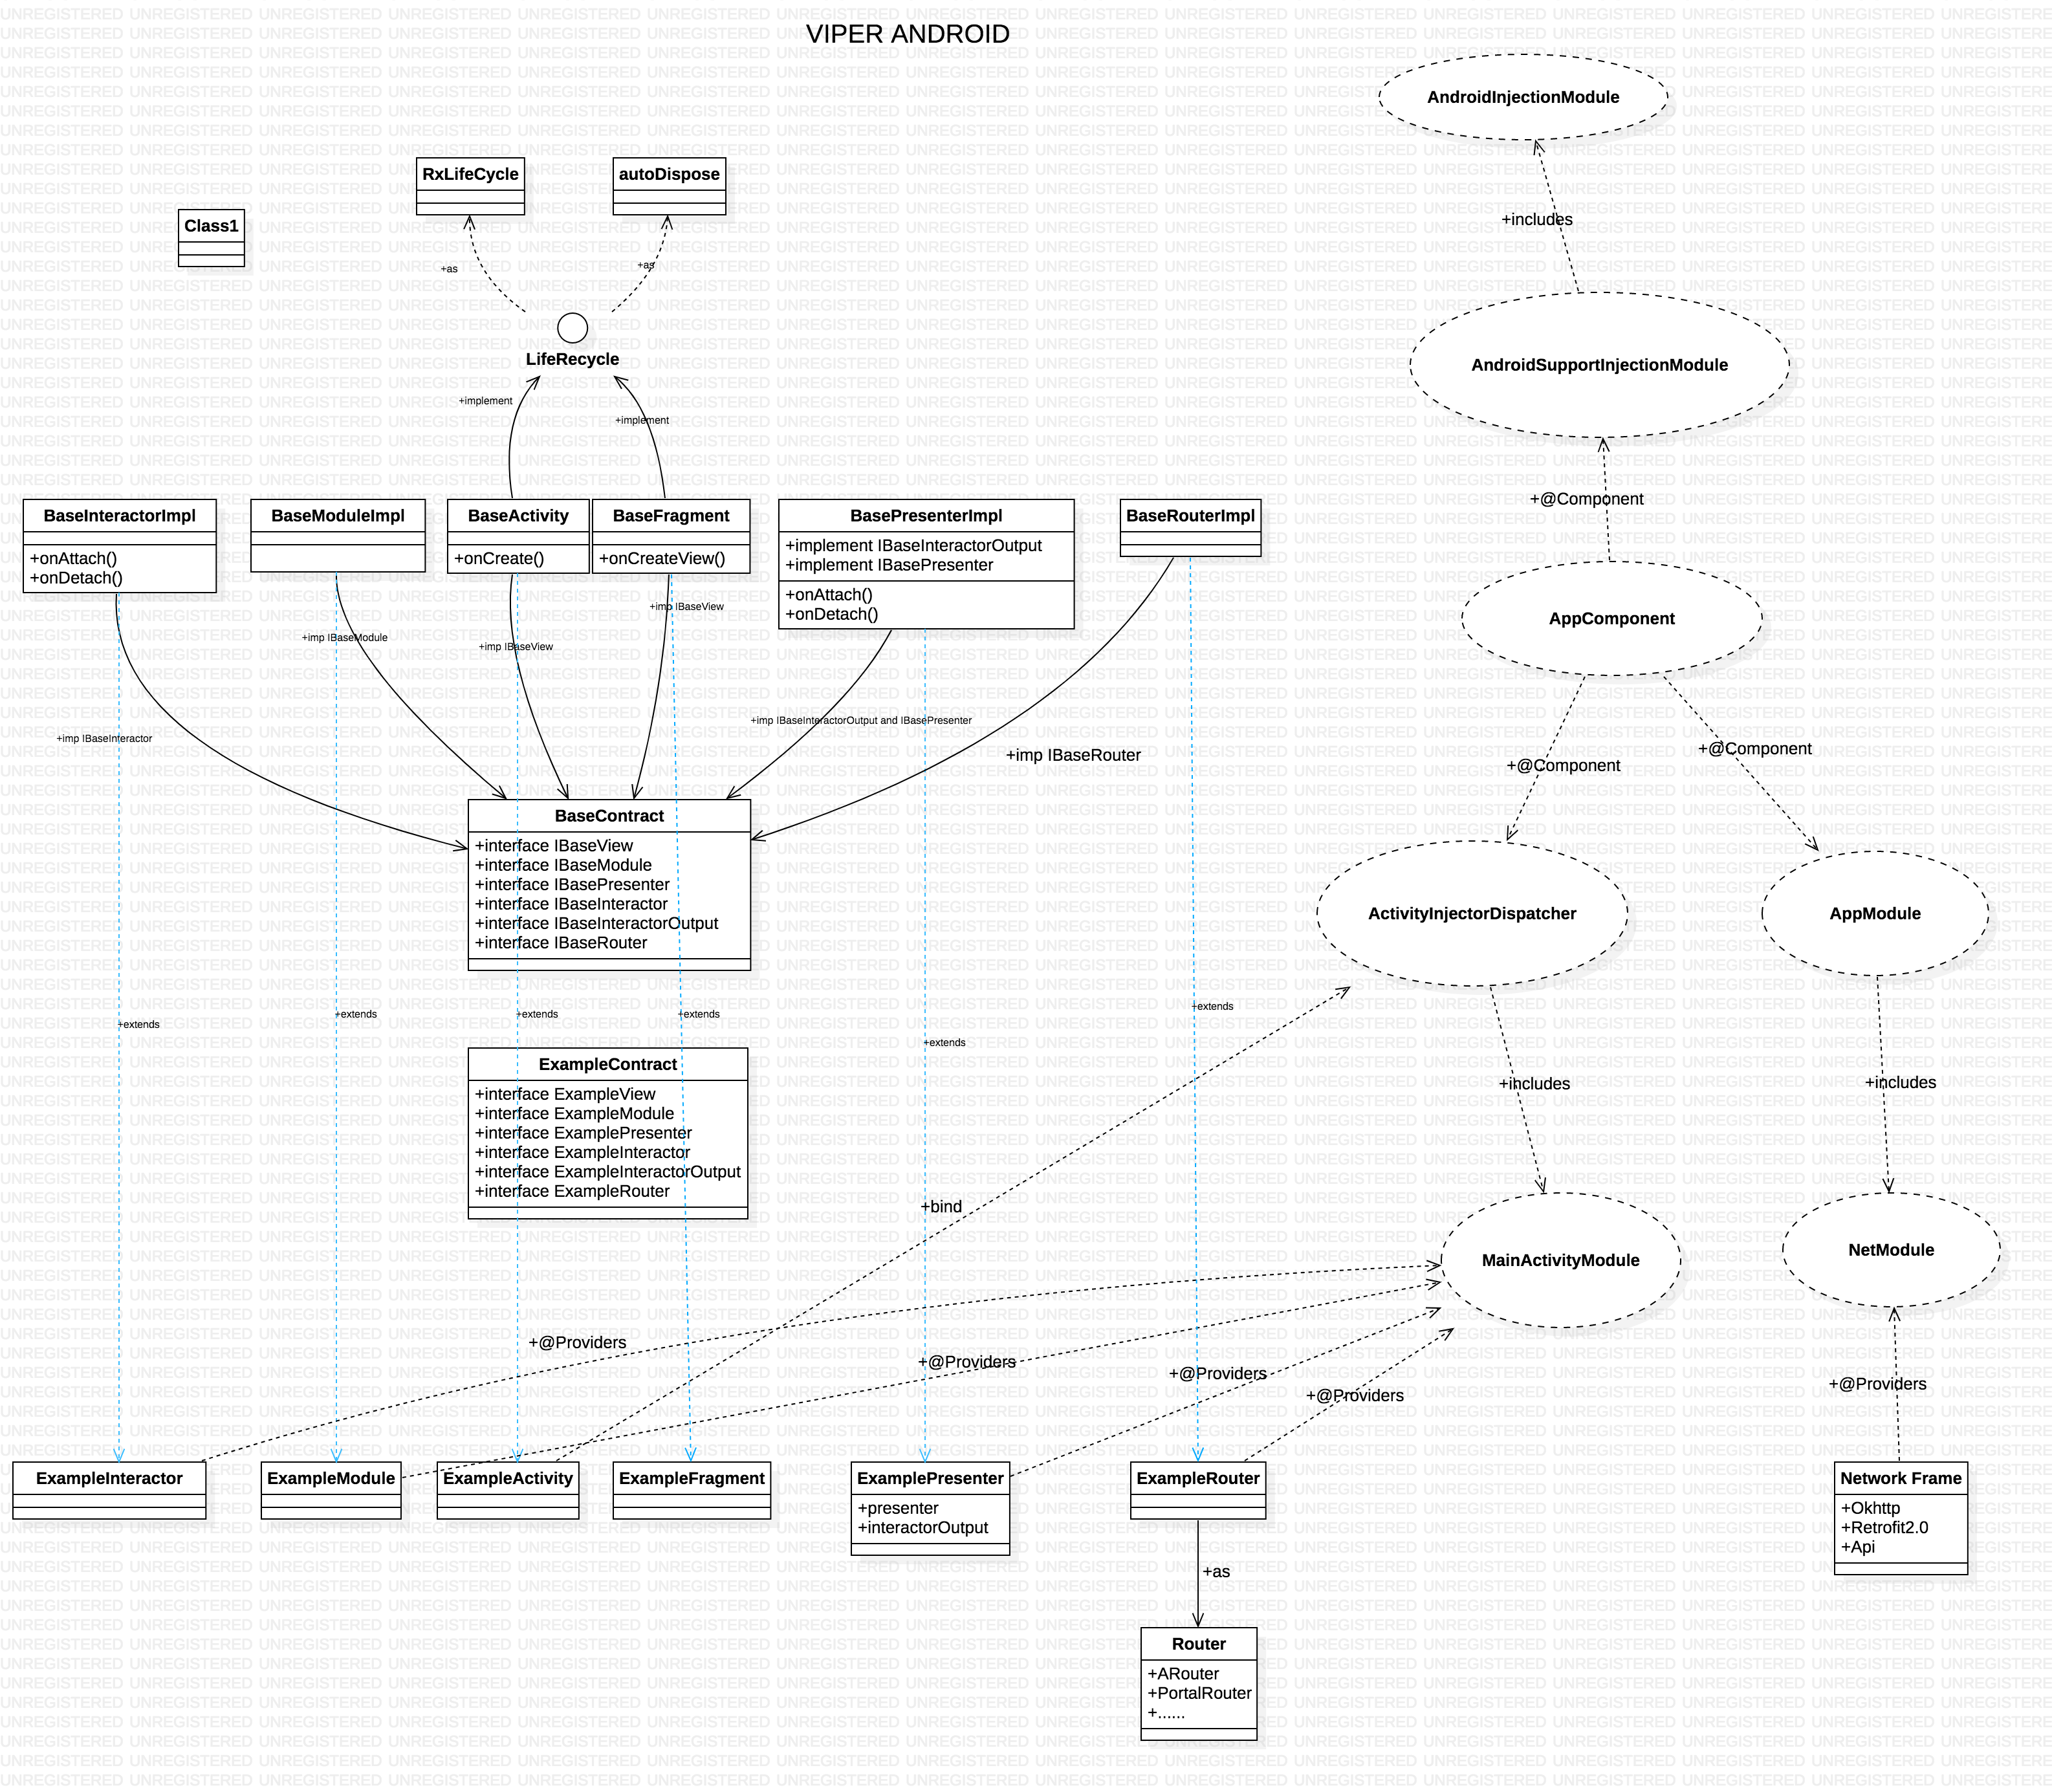 VIPER ANDROID
AndroidInjectionModule
RxLifeCycle
autoDispose
Class1
+includes
+as
+as
LifeRecycle
AndroidSupportInjectionModule
+implement
+implement
+@Component
BaseInteractorImpl
+onAttach()
+onDetach()
BaseModuleImpl
BaseActivity
+onCreate()
BaseFragment
+onCreateView()
BasePresenterImpl
+implement IBaseInteractorOutput
+implement IBasePresenter
+onAttach()
+onDetach()
BaseRouterImpl
AppComponent
+imp IBaseView
+imp IBaseModule
+imp IBaseView
+imp IBaseInteractorOutput and IBasePresenter
+imp IBaseInteractor
+imp IBaseRouter
+@Component
+@Component
BaseContract
+interface IBaseView
+interface IBaseModule
+interface IBasePresenter
+interface IBaseInteractor
+interface IBaseInteractorOutput
+interface IBaseRouter
ActivityInjectorDispatcher
AppModule
+extends
+extends
+extends
+extends
+extends
+extends
ExampleContract
+interface ExampleView
+interface ExampleModule
+interface ExamplePresenter
+interface ExampleInteractor
+interface ExampleInteractorOutput
+interface ExampleRouter
+includes
+includes
+bind
MainActivityModule
NetModule
+@Providers
+@Providers
+@Providers
+@Providers
+@Providers
ExampleInteractor
ExampleModule
ExampleActivity
ExampleFragment
ExamplePresenter
+presenter
+interactorOutput
ExampleRouter
Network Frame
+Okhttp
+Retrofit2.0
+Api
+as
Router
+ARouter
+PortalRouter
+......